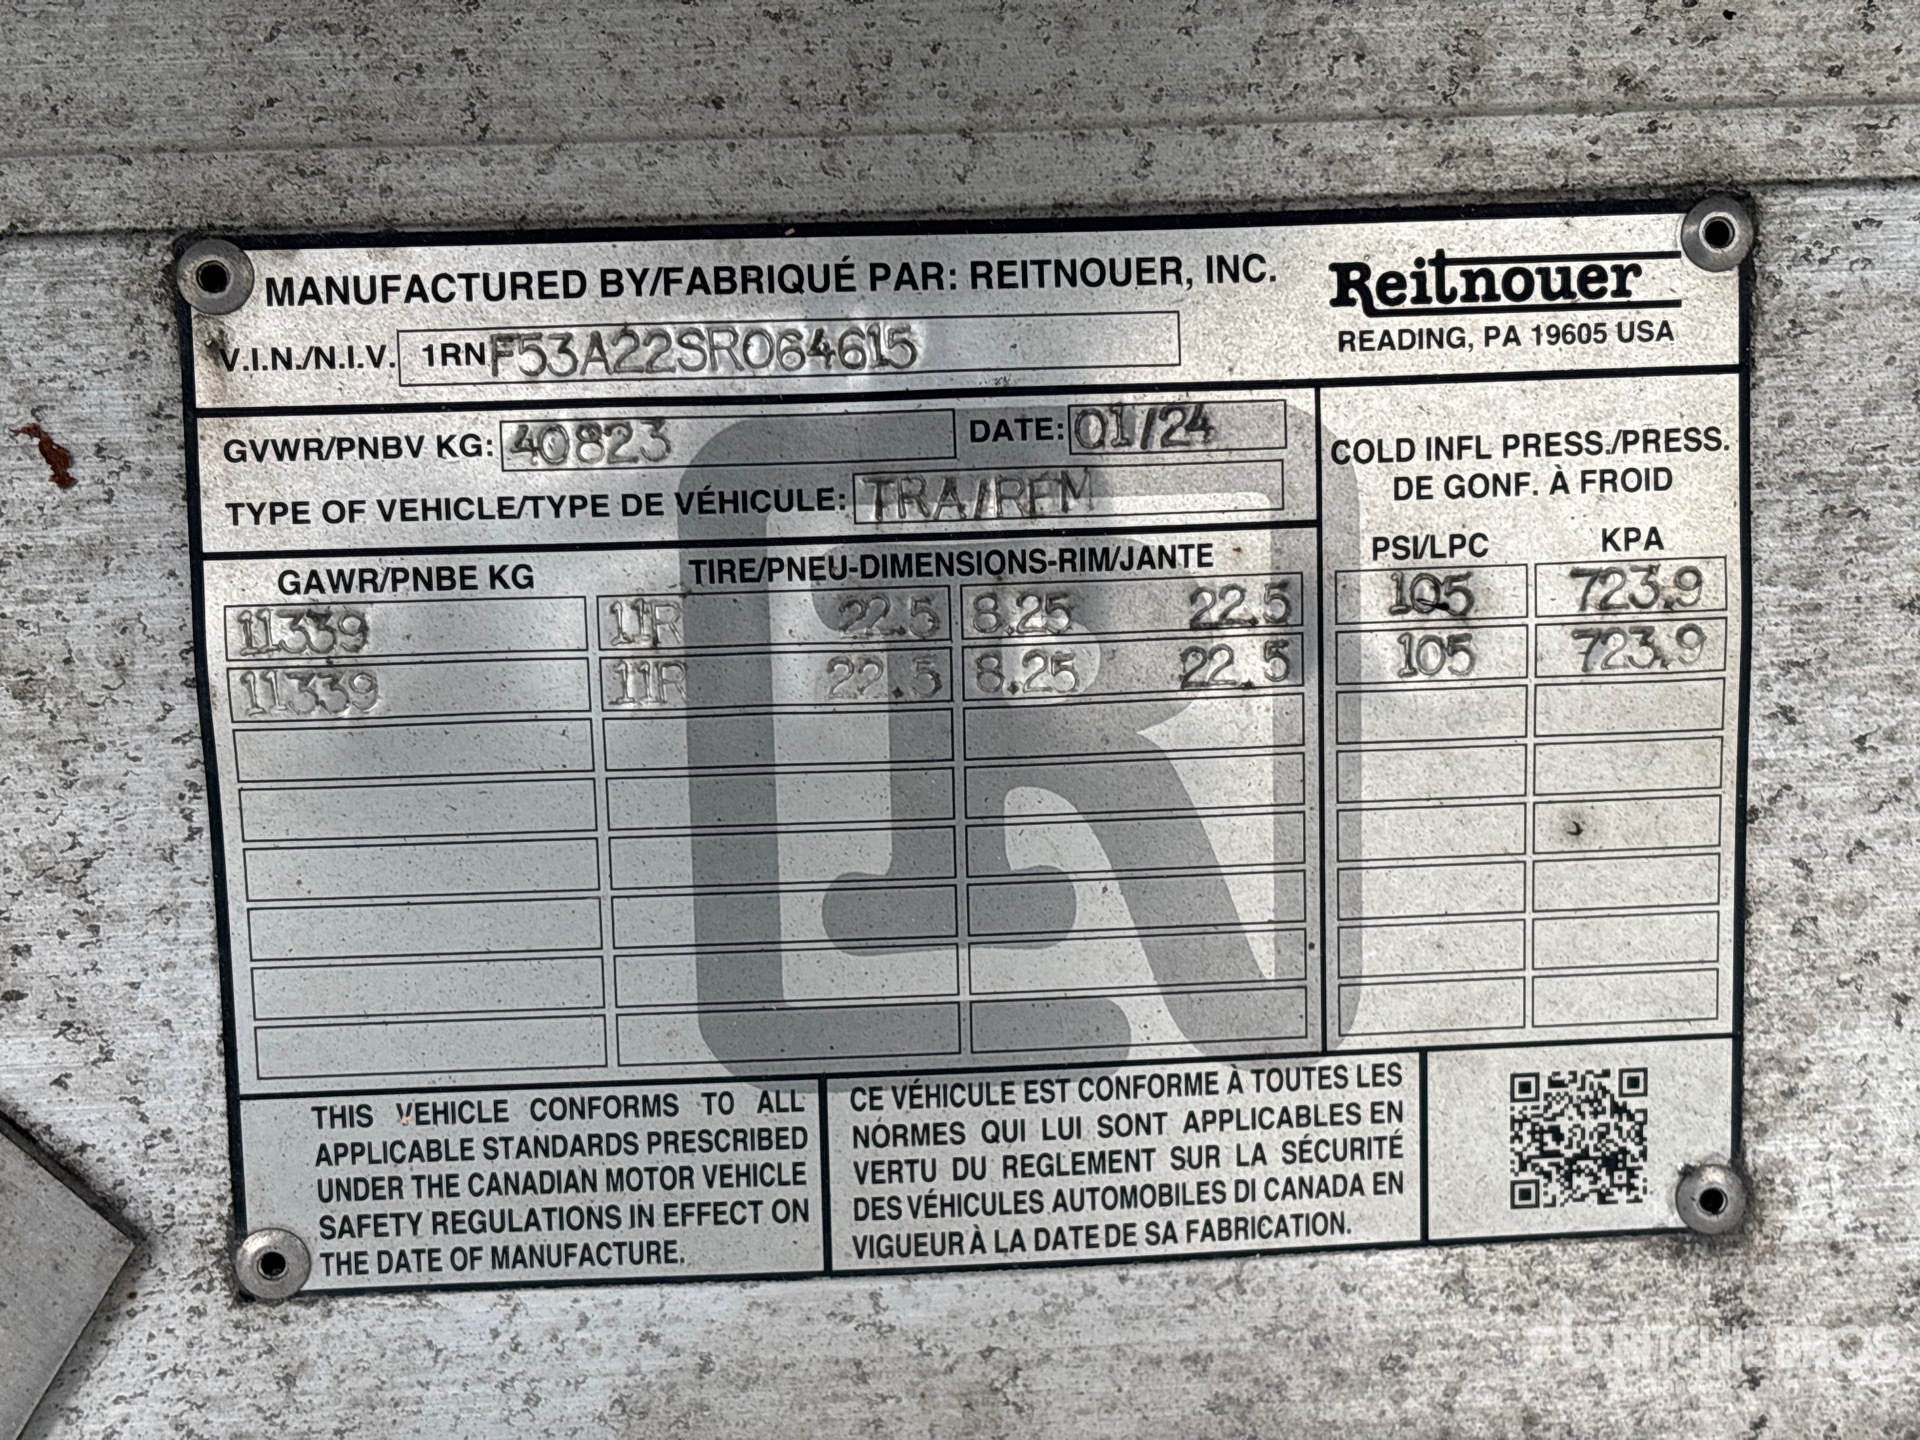 MANUFACTURED BY/FABRIQUÉ PAR: REITNOUER, INC.
Reitnouer
READING, PA 19605 USA
V.I.N./N.I.V. 1RNF53A22SR064615
GVWR/PNBV KG: 40823 DATE: 01/24
TYPE OF VEHICLE/TYPE DE VÉHICULE: TRA/REM
COLD INFL PRESS./PRESS.
DE GONF. À FROID
GAWR/PNBE KG TIRE/PNEU-DIMENSIONS-RIM/JANTE PSI/LPC KPA
11339 11R 22.5 8.25 22.5 105 723.9
11339 11R 22.5 8.25 22.5 105 723.9
THIS VEHICLE CONFORMS TO ALL
APPLICABLE STANDARDS PRESCRIBED
UNDER THE CANADIAN MOTOR VEHICLE
SAFETY REGULATIONS IN EFFECT ON
THE DATE OF MANUFACTURE.
CE VÉHICULE EST CONFORME À TOUTES LES
NORMES QUI LUI SONT APPLICABLES EN
VERTU DU REGLEMENT SUR LA SÉCURITÉ
DES VÉHICULES AUTOMOBILES DI CANADA EN
VIGUEUR À LA DATE DE SA FABRICATION.
RITCHIE BROS.